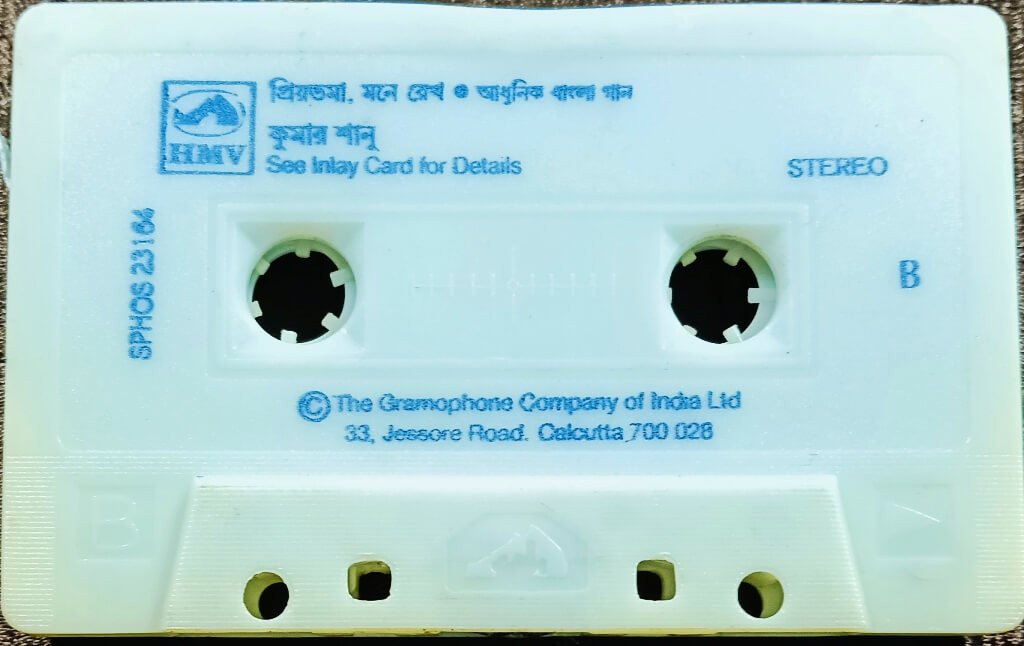 প্রিয়তমা, মনে রেখ ও আধুনিক বাংলা গান
কুমার শানু
HMV
See Inlay Card for Details
STEREO
SPHOS 23164
B
© The Gramophone Company of India Ltd
33, Jessore Road. Calcutta 700 028
B